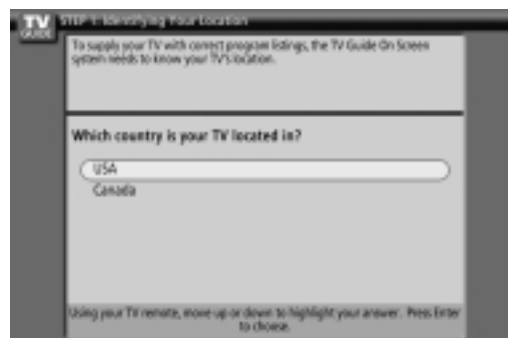 TV
GUIDE
STEP 1: Identifying Your Location
To supply your TV with correct program listings, the TV Guide On Screen
system needs to know your TV's location.
Which country is your TV located in?
USA
Canada
Using your TV remote, move up or down to highlight your answer. Press Enter
to choose.